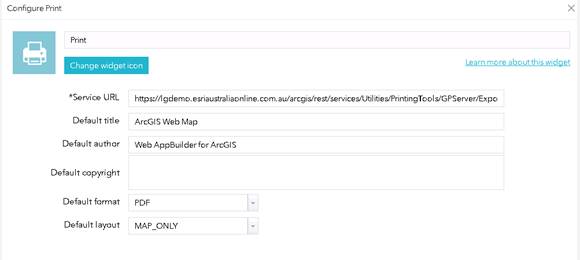 Configure Print
Print
Change widget icon
Learn more about this widget
*Service URL https://lgdemo.esriaustraliaonline.com.au/arcgis/rest/services/Utilities/PrintingTools/GPServer/Expo
Default title ArcGIS Web Map
Default author Web AppBuilder for ArcGIS
Default copyright
Default format PDF
Default layout MAP_ONLY